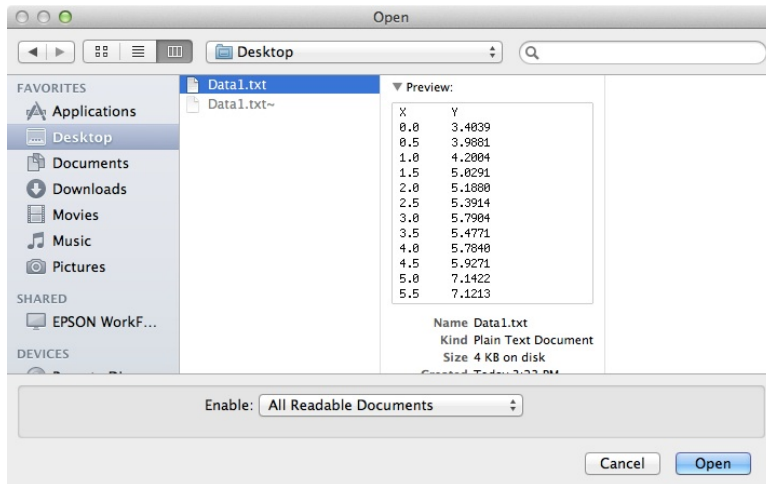 Open
Desktop
FAVORITES
Applications
Desktop
Documents
Downloads
Movies
Music
Pictures
SHARED
EPSON WorkF...
DEVICES
Data1.txt
Data1.txt~
Preview:
X Y
0.0 3.4039
0.5 3.9881
1.0 4.2004
1.5 5.0291
2.0 5.1880
2.5 5.3914
3.0 5.7904
3.5 5.4771
4.0 5.7840
4.5 5.9271
5.0 7.1422
5.5 7.1213
Name Data1.txt
Kind Plain Text Document
Size 4 KB on disk
Enable: All Readable Documents
Cancel Open